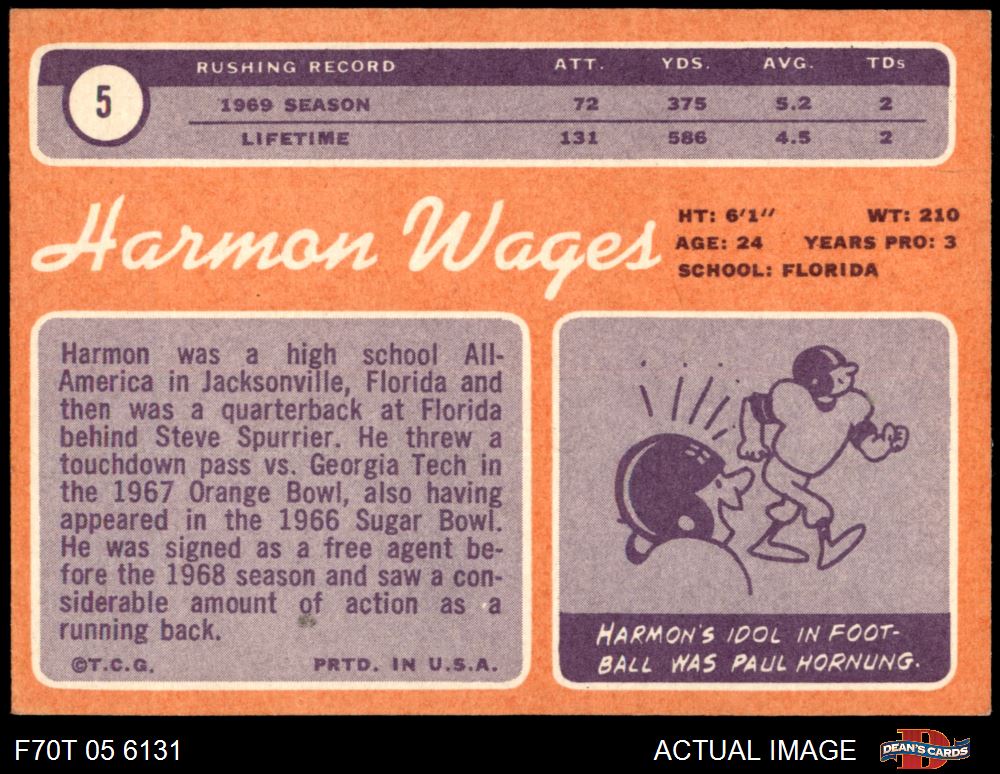 5
RUSHING RECORD ATT. YDS. AVG. TDs
1969 SEASON 72 375 5.2 2
LIFETIME 131 586 4.5 2
Harmon Wages
HT: 6'1" WT: 210
AGE: 24 YEARS PRO: 3
SCHOOL: FLORIDA
Harmon was a high school All-
America in Jacksonville, Florida and
then was a quarterback at Florida
behind Steve Spurrier. He threw a
touchdown pass vs. Georgia Tech in
the 1967 Orange Bowl, also having
appeared in the 1966 Sugar Bowl.
He was signed as a free agent be-
fore the 1968 season and saw a con-
siderable amount of action as a
running back.
©T.C.G. PRTD. IN U.S.A.
HARMON'S IDOL IN FOOT-
BALL WAS PAUL HORNUNG.
F70T 05 6131 ACTUAL IMAGE
D
DEAN'S CARDS